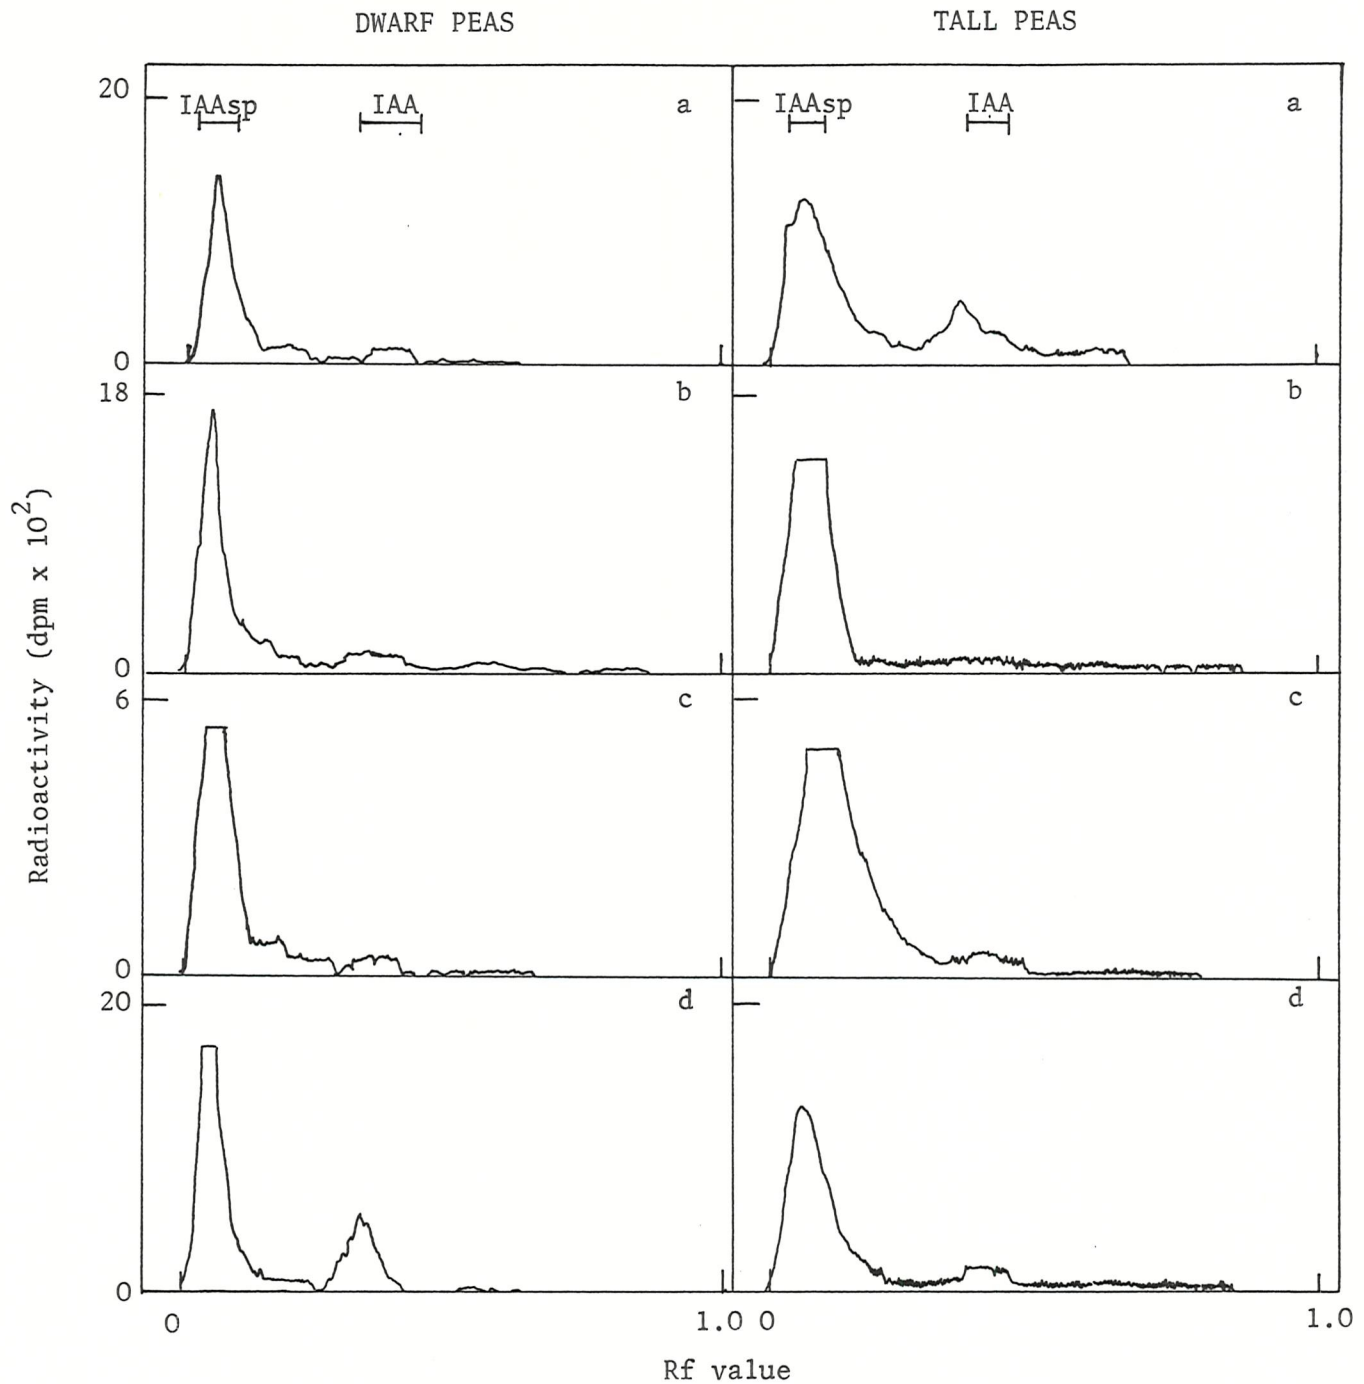 DWARF PEAS TALL PEAS
20
IAAsp IAA a IAAsp IAA a
0
18 b b
0
6 c c
0
20 d d
0
0 1.0 0 1.0
Rf value
Radioactivity (dpm x 10²)